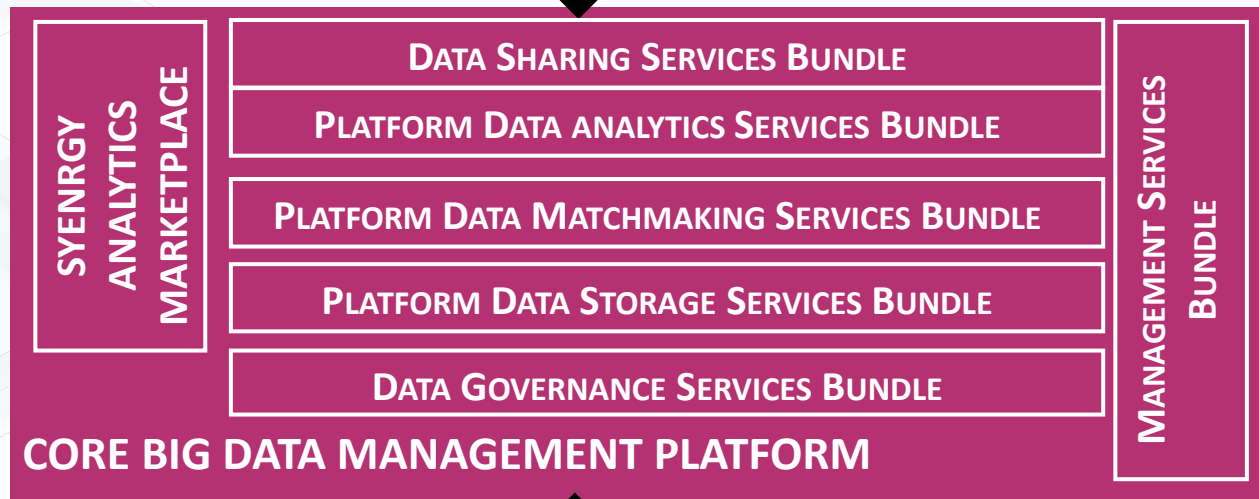 SYENRGY
ANALYTICS
MARKETPLACE
DATA SHARING SERVICES BUNDLE
PLATFORM DATA ANALYTICS SERVICES BUNDLE
PLATFORM DATA MATCHMAKING SERVICES BUNDLE
PLATFORM DATA STORAGE SERVICES BUNDLE
DATA GOVERNANCE SERVICES BUNDLE
MANAGEMENT SERVICES
BUNDLE
CORE BIG DATA MANAGEMENT PLATFORM